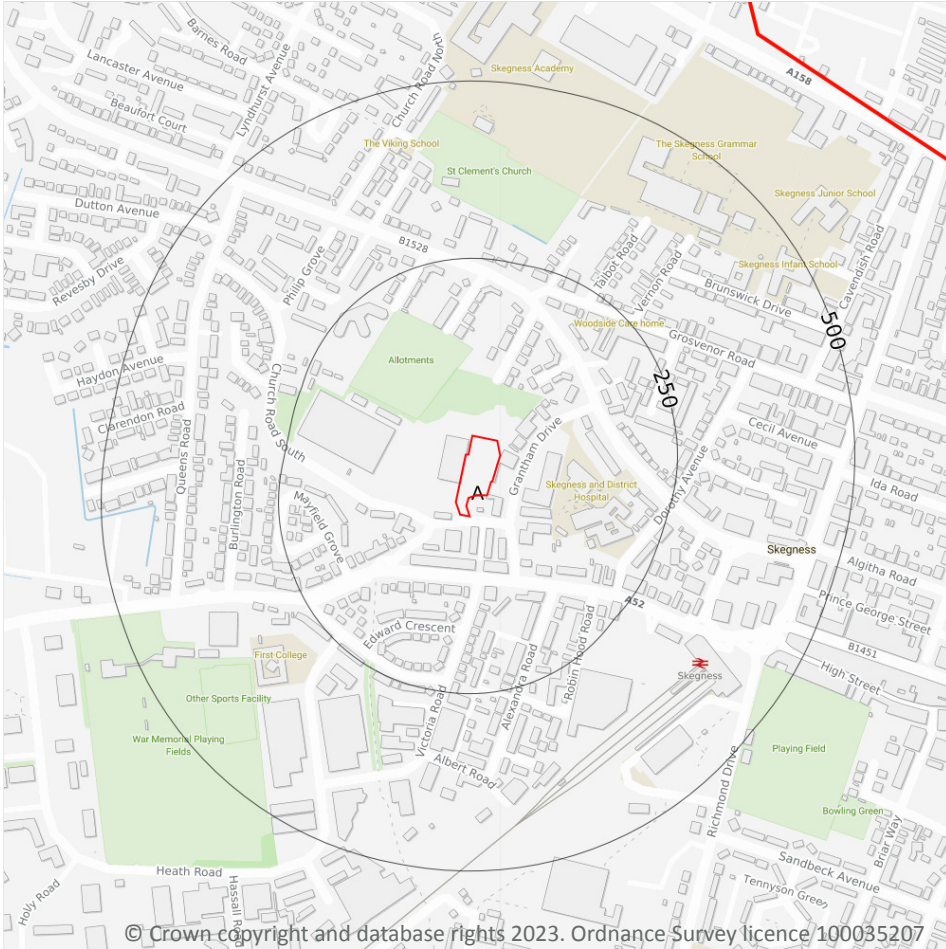 Barnes Road
Lancaster Avenue
Lyndhurst Avenue
Church Road North
Skegness Academy
A158
Beaufort Court
The Viking School
The Skegness Grammar
School
St Clement's Church
Skegness Junior School
Dutton Avenue
B1528
Talbot Road
Cavendish Road
Revesby Drive
Philip Grove
Vernon Road
Skegness Infant School
Brunswick Drive
Woodside Care home
500
Grosvenor Road
Allotments
Haydon Avenue
250
Church Road South
Clarendon Road
Cecil Avenue
Queens Road
Grantham Drive
Burlington Road
Dorothy Avenue
Ida Road
Skegness and District
Hospital
A
Mayfield Grove
Skegness
Algitha Road
A52
Prince George Street
Edward Crescent
Robin Hood Road
B1451
First College
Alexandra Road
High Street
Skegness
Other Sports Facility
Victoria Road
War Memorial Playing
Fields
Playing Field
Albert Road
Richmond Drive
Bowling Green
Briar Way
Heath Road
Sandbeck Avenue
Holly Road
Hassall Road
Tennyson Green
© Crown copyright and database rights 2023. Ordnance Survey licence 100035207